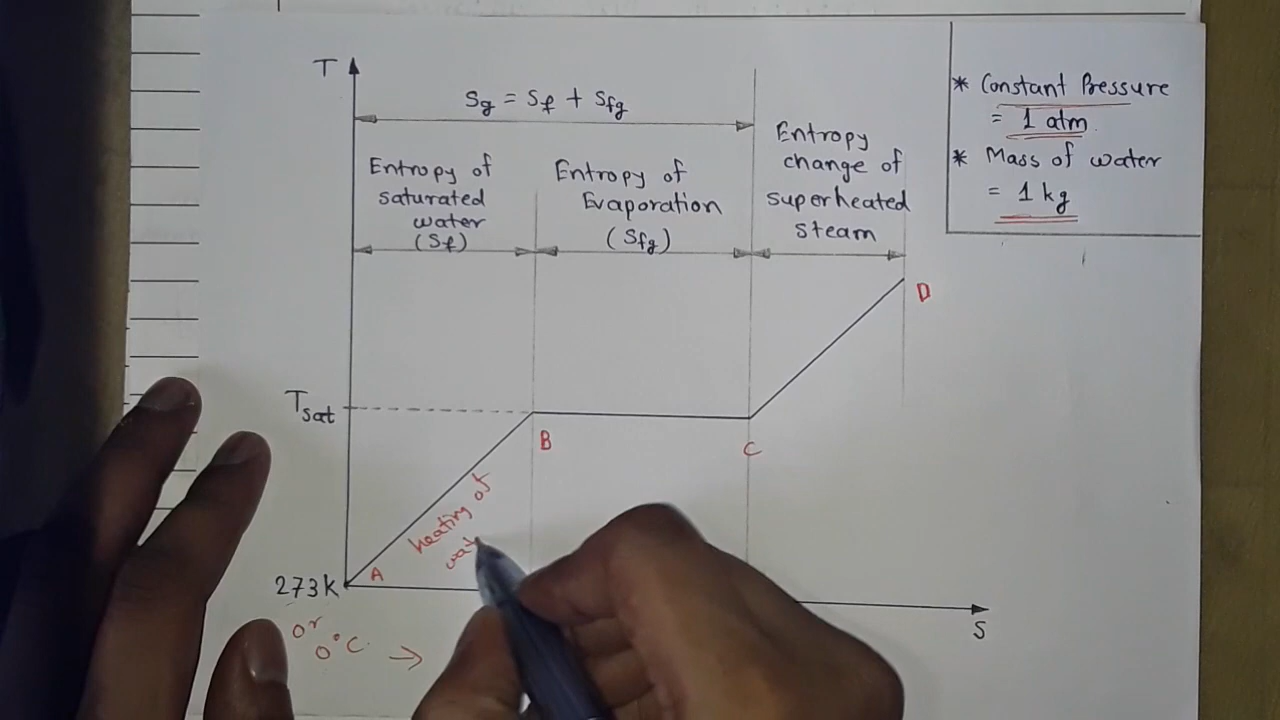 T
Sg = Sf + Sfg
Entropy of
saturated
water
(Sf)
Entropy of
Evaporation
(Sfg)
Entropy
change of
superheated
steam
* Constant Pressure
= 1 atm.
* Mass of water
= 1 kg
D
Tsat
B
C
heating of
A
273K
or
0°C →
S